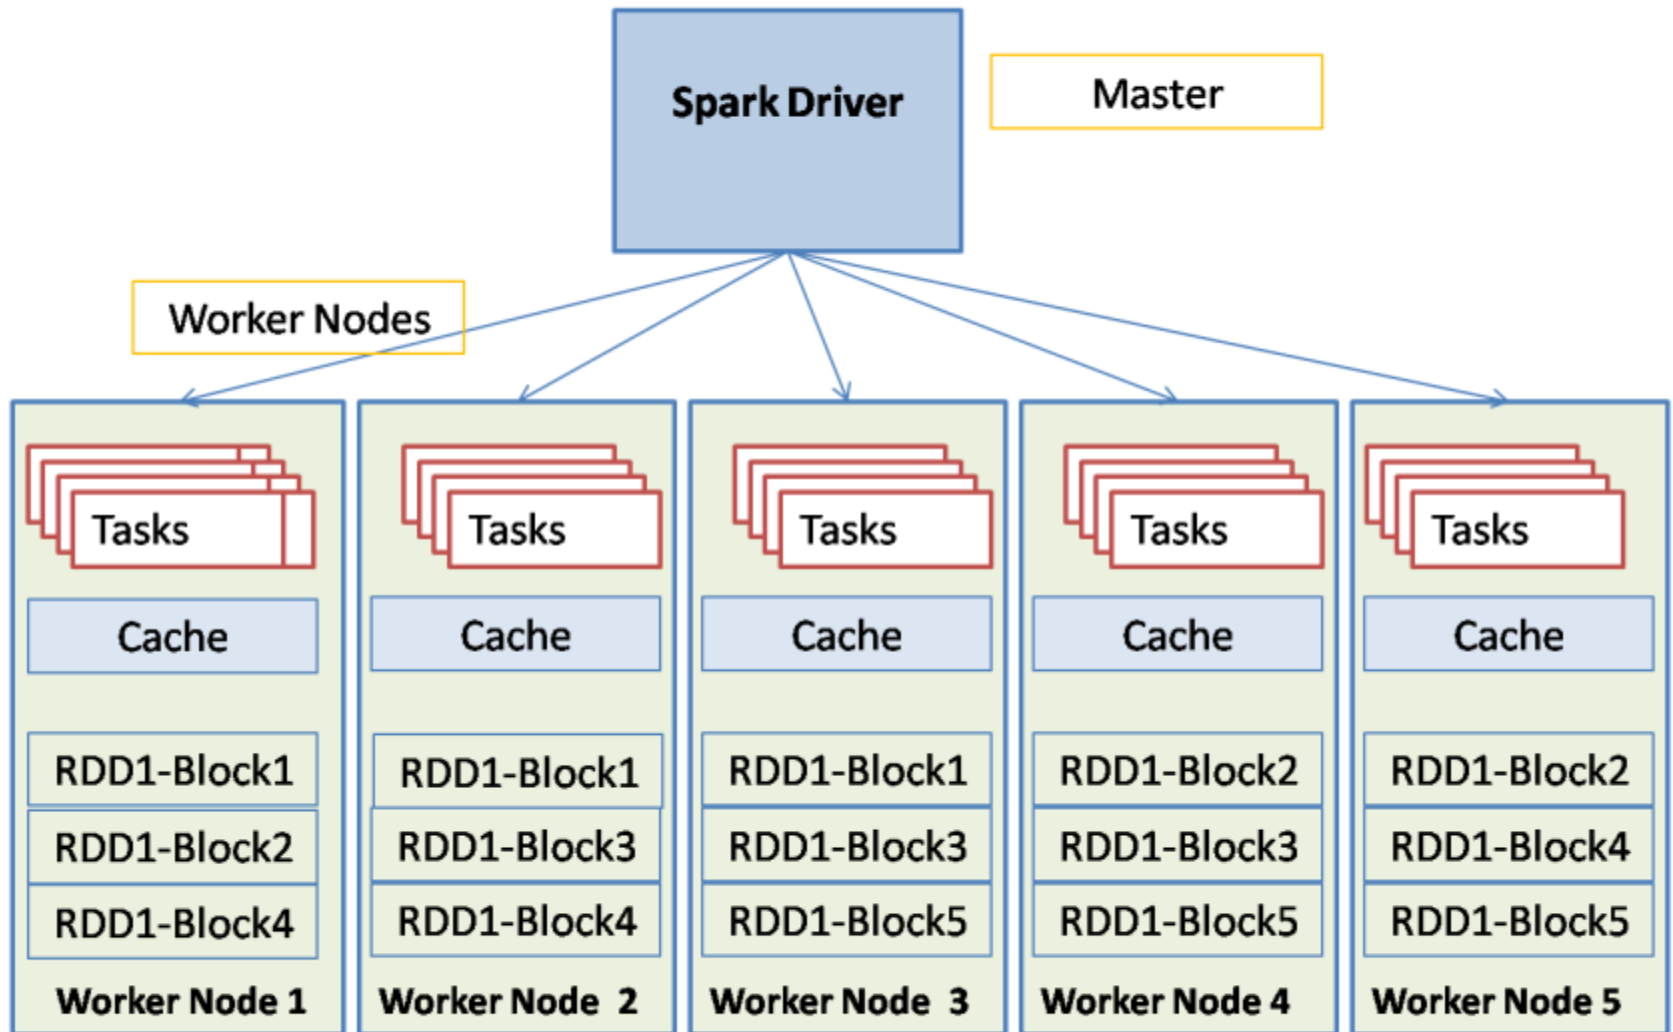 Spark Driver
Master
Worker Nodes
Tasks
Tasks
Tasks
Tasks
Tasks
Cache
Cache
Cache
Cache
Cache
RDD1-Block1
RDD1-Block1
RDD1-Block1
RDD1-Block2
RDD1-Block2
RDD1-Block2
RDD1-Block3
RDD1-Block3
RDD1-Block3
RDD1-Block4
RDD1-Block4
RDD1-Block4
RDD1-Block5
RDD1-Block5
RDD1-Block5
Worker Node 1
Worker Node 2
Worker Node 3
Worker Node 4
Worker Node 5